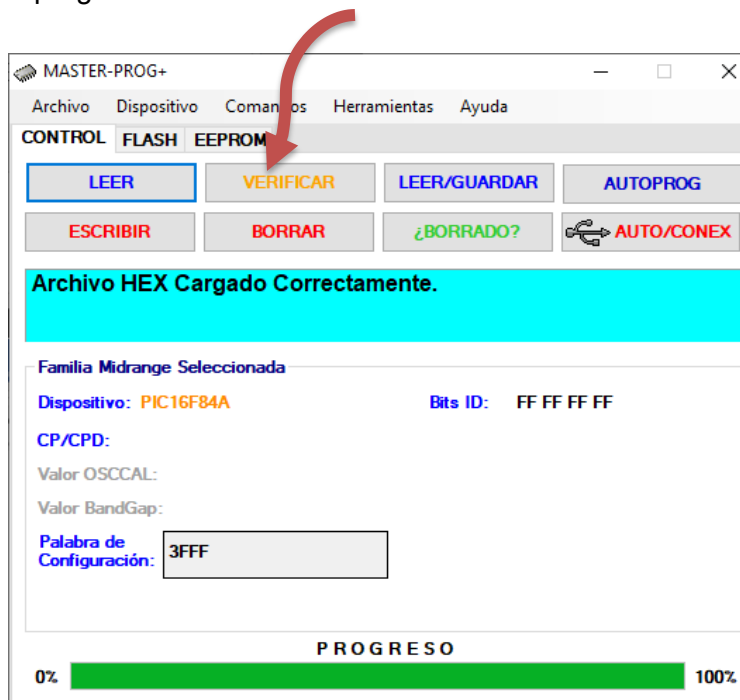 MASTER-PROG+
Archivo Dispositivo Comandos Herramientas Ayuda
CONTROL FLASH EEPROM
LEER VERIFICAR LEER/GUARDAR AUTOPROG
ESCRIBIR BORRAR ¿BORRADO? AUTO/CONEX
Archivo HEX Cargado Correctamente.
Familia Midrange Seleccionada
Dispositivo: PIC16F84A Bits ID: FF FF FF FF
CP/CPD:
Valor OSCCAL:
Valor BandGap:
Palabra de
Configuración: 3FFF
PROGRESO
0% 100%